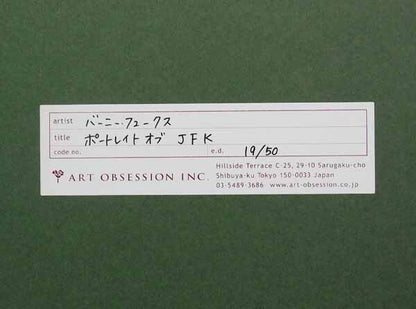 artist バーニー・フュークス
title ポートレイト オブ JFK
code no. e.d. 19/50
Hillside Terrace C-25, 29-10 Sarugaku-cho
ART OBSESSION INC. Shibuya-ku Tokyo 150-0033 Japan
03-5489-3686 www.art-obsession.co.jp